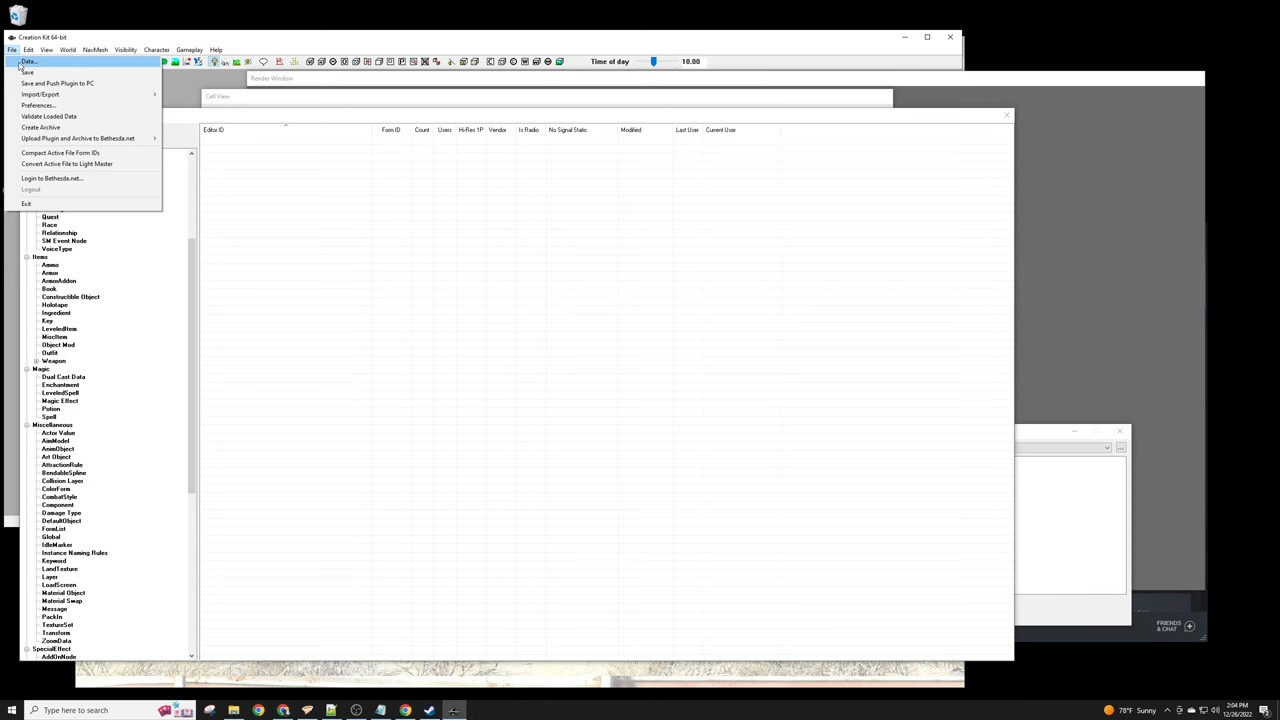 Creation Kit 64-bit
File Edit View World NavMesh Visibility Character Gameplay Help
Time of day 10.00
Data...
Save
Save and Push Plugin to PC
Import/Export
Preferences...
Validate Loaded Data
Create Archive
Upload Plugin and Archive to Bethesda.net
Compact Active File Form IDs
Convert Active File to Light Master
Login to Bethesda.net...
Logout
Exit
Render Window
Cell View
Editor ID Form ID Count Users Hi-Res 1P Vendor Is Radio No Signal Static Modified Last User Current User
Quest
Race
Relationship
SM Event Node
VoiceType
Items
Ammo
Armor
ArmorAddon
Book
Constructible Object
Holotape
Ingredient
Key
LeveledItem
MiscItem
Object Mod
Outfit
Weapon
Magic
Dual Cast Data
Enchantment
LeveledSpell
Magic Effect
Potion
Spell
Miscellaneous
Actor Value
AimModel
AnimObject
Art Object
AttractionRule
BendableSpline
Collision Layer
ColorForm
CombatStyle
Component
Damage Type
DefaultObject
FormList
Global
IdleMarker
Instance Naming Rules
Keyword
LandTexture
Layer
LoadScreen
Material Object
Material Swap
Message
PackIn
TextureSet
Transform
ZoomData
SpecialEffect
AddOnNode
...
FRIENDS
& CHAT
Type here to search
78°F Sunny
2:04 PM
12/26/2022